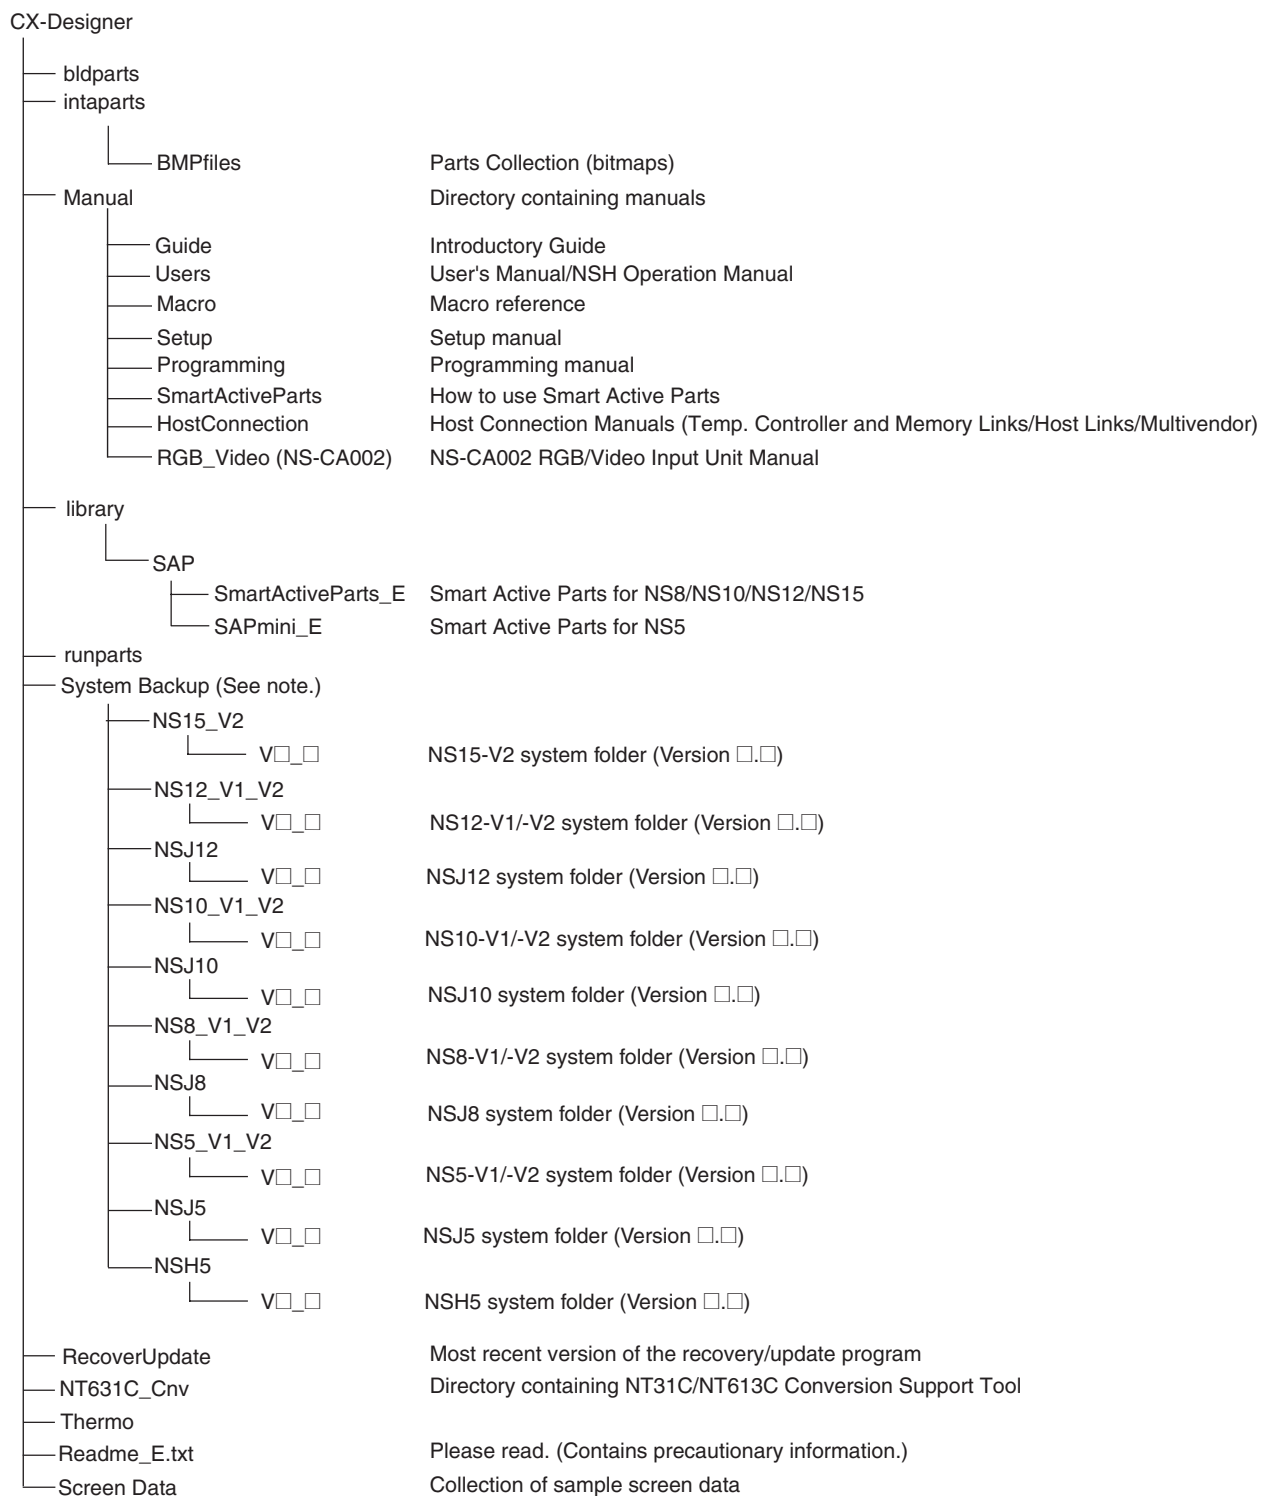 CX-Designer
bldparts
intaparts
BMPfiles Parts Collection (bitmaps)
Manual Directory containing manuals
Guide Introductory Guide
Users User's Manual/NSH Operation Manual
Macro Macro reference
Setup Setup manual
Programming Programming manual
SmartActiveParts How to use Smart Active Parts
HostConnection Host Connection Manuals (Temp. Controller and Memory Links/Host Links/Multivendor)
RGB_Video (NS-CA002) NS-CA002 RGB/Video Input Unit Manual
library
SAP
SmartActiveParts_E Smart Active Parts for NS8/NS10/NS12/NS15
SAPmini_E Smart Active Parts for NS5
runparts
System Backup (See note.)
NS15_V2
V□_□ NS15-V2 system folder (Version □.□)
NS12_V1_V2
V□_□ NS12-V1/-V2 system folder (Version □.□)
NSJ12
V□_□ NSJ12 system folder (Version □.□)
NS10_V1_V2
V□_□ NS10-V1/-V2 system folder (Version □.□)
NSJ10
V□_□ NSJ10 system folder (Version □.□)
NS8_V1_V2
V□_□ NS8-V1/-V2 system folder (Version □.□)
NSJ8
V□_□ NSJ8 system folder (Version □.□)
NS5_V1_V2
V□_□ NS5-V1/-V2 system folder (Version □.□)
NSJ5
V□_□ NSJ5 system folder (Version □.□)
NSH5
V□_□ NSH5 system folder (Version □.□)
RecoverUpdate Most recent version of the recovery/update program
NT631C_Cnv Directory containing NT31C/NT613C Conversion Support Tool
Thermo
Readme_E.txt Please read. (Contains precautionary information.)
Screen Data Collection of sample screen data